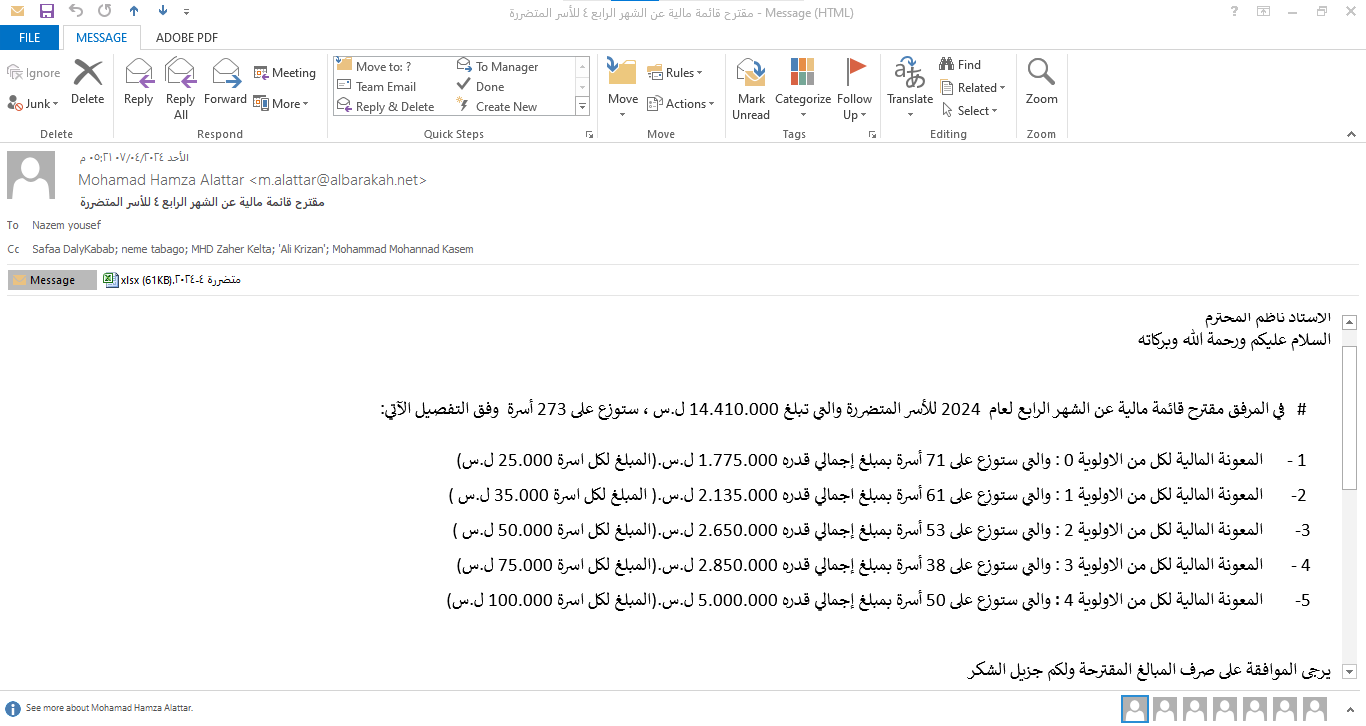 مقترح قائمة مالية عن الشهر الرابع ٤ للأسر المتضررة - Message (HTML)
FILE MESSAGE ADOBE PDF
Ignore
Junk
Delete
Reply
Reply All
Forward
Meeting
More
Move to: ?
Team Email
Reply & Delete
To Manager
Done
Create New
Move
Rules
Actions
Mark Unread
Categorize
Follow Up
Translate
Find
Related
Select
Zoom
Delete Respond Quick Steps Move Tags Editing Zoom
الأحد ٠٧/٠٤/٢٠٢٤ ٠٥:٢١ م
Mohamad Hamza Alattar <m.alattar@albarakah.net>
مقترح قائمة مالية عن الشهر الرابع ٤ للأسر المتضررة
To Nazem yousef
Cc Safaa DalyKabab; neme tabago; MHD Zaher Kelta; 'Ali Krizan'; Mohammad Mohannad Kasem
Message متضررة ٤-٢٠٢٤.xlsx (61KB)
الاستاذ ناظم المحترم
السلام عليكم ورحمة الله وبركاته
# في المرفق مقترح قائمة مالية عن الشهر الرابع لعام 2024 للأسر المتضررة والتي تبلغ 14.410.000 ل.س ، ستوزع على 273 أسرة وفق التفصيل الآتي:
1 - المعونة المالية لكل من الاولوية 0 : والتي ستوزع على 71 أسرة بمبلغ إجمالي قدره 1.775.000 ل.س.(المبلغ لكل اسرة 25.000 ل.س)
2- المعونة المالية لكل من الاولوية 1 : والتي ستوزع على 61 أسرة بمبلغ اجمالي قدره 2.135.000 ل.س.( المبلغ لكل اسرة 35.000 ل.س )
3- المعونة المالية لكل من الاولوية 2 : والتي ستوزع على 53 أسرة بمبلغ إجمالي قدره 2.650.000 ل.س.(المبلغ لكل اسرة 50.000 ل.س )
4 - المعونة المالية لكل من الاولوية 3 : والتي ستوزع على 38 أسرة بمبلغ إجمالي قدره 2.850.000 ل.س.(المبلغ لكل اسرة 75.000 ل.س)
5- المعونة المالية لكل من الاولوية 4 : والتي ستوزع على 50 أسرة بمبلغ إجمالي قدره 5.000.000 ل.س.(المبلغ لكل اسرة 100.000 ل.س)
يرجى الموافقة على صرف المبالغ المقترحة ولكم جزيل الشكر
See more about Mohamad Hamza Alattar.